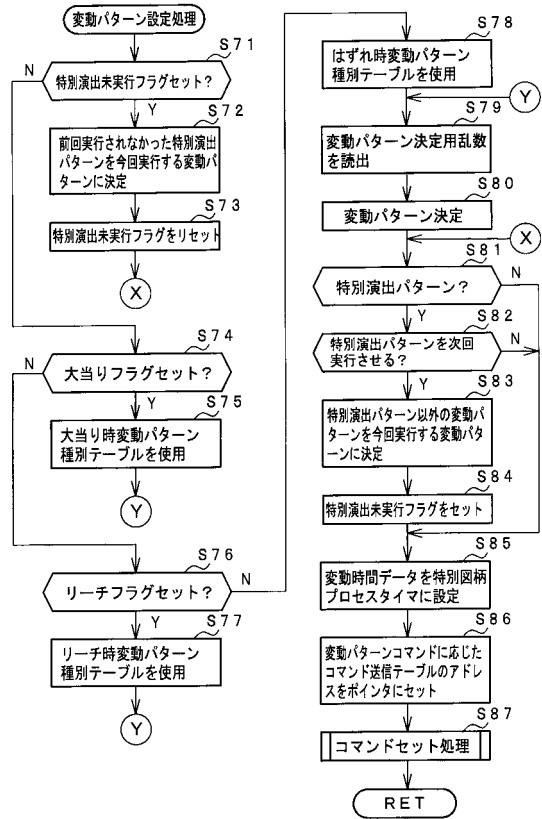 変動パターン設定処理
S71
特別演出未実行フラグセット?
N
Y
S72
前回実行されなかった特別演出
パターンを今回実行する変動パ
ターンに決定
S73
特別演出未実行フラグをリセット
X
S74
大当りフラグセット?
N
Y
S75
大当り時変動パターン
種別テーブルを使用
Y
S76
リーチフラグセット?
N
Y
S77
リーチ時変動パターン
種別テーブルを使用
Y
S78
はずれ時変動パターン
種別テーブルを使用
Y
S79
変動パターン決定用乱数
を読出
S80
変動パターン決定
X
S81
特別演出パターン?
N
Y
S82
特別演出パターンを次回
実行させる?
N
Y
S83
特別演出パターン以外の変動パ
ターンを今回実行する変動パター
ンに決定
S84
特別演出未実行フラグをセット
S85
変動時間データを特別図柄
プロセスタイマに設定
S86
変動パターンコマンドに応じた
コマンド送信テーブルのアドレ
スをポインタにセット
S87
コマンドセット処理
RET